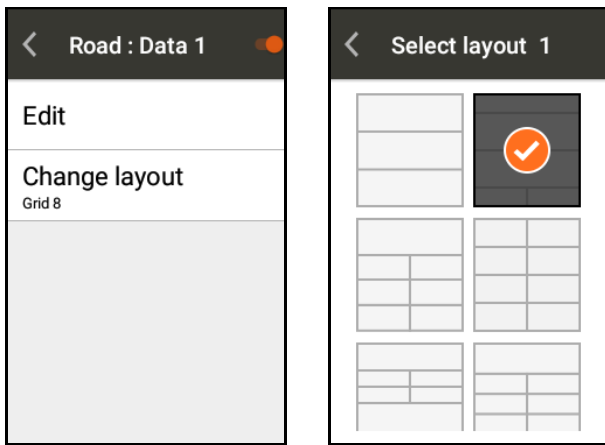 Road : Data 1
Edit
Change layout
Grid 8
Select layout 1